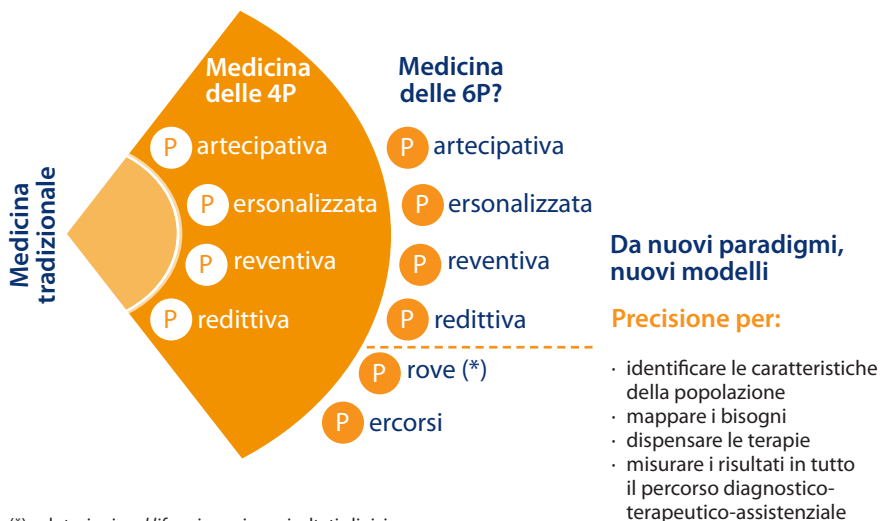 Medicina
tradizionale
Medicina
delle 4P
P artecipativa
P ersonalizzata
P reventiva
P redittiva
Medicina
delle 6P?
P artecipativa
P ersonalizzata
P reventiva
P redittiva
P rove (*)
P ercorsi
Da nuovi paradigmi,
nuovi modelli
Precisione per:
· identificare le caratteristiche
della popolazione
· mappare i bisogni
· dispensare le terapie
· misurare i risultati in tutto
il percorso diagnostico-
terapeutico-assistenziale